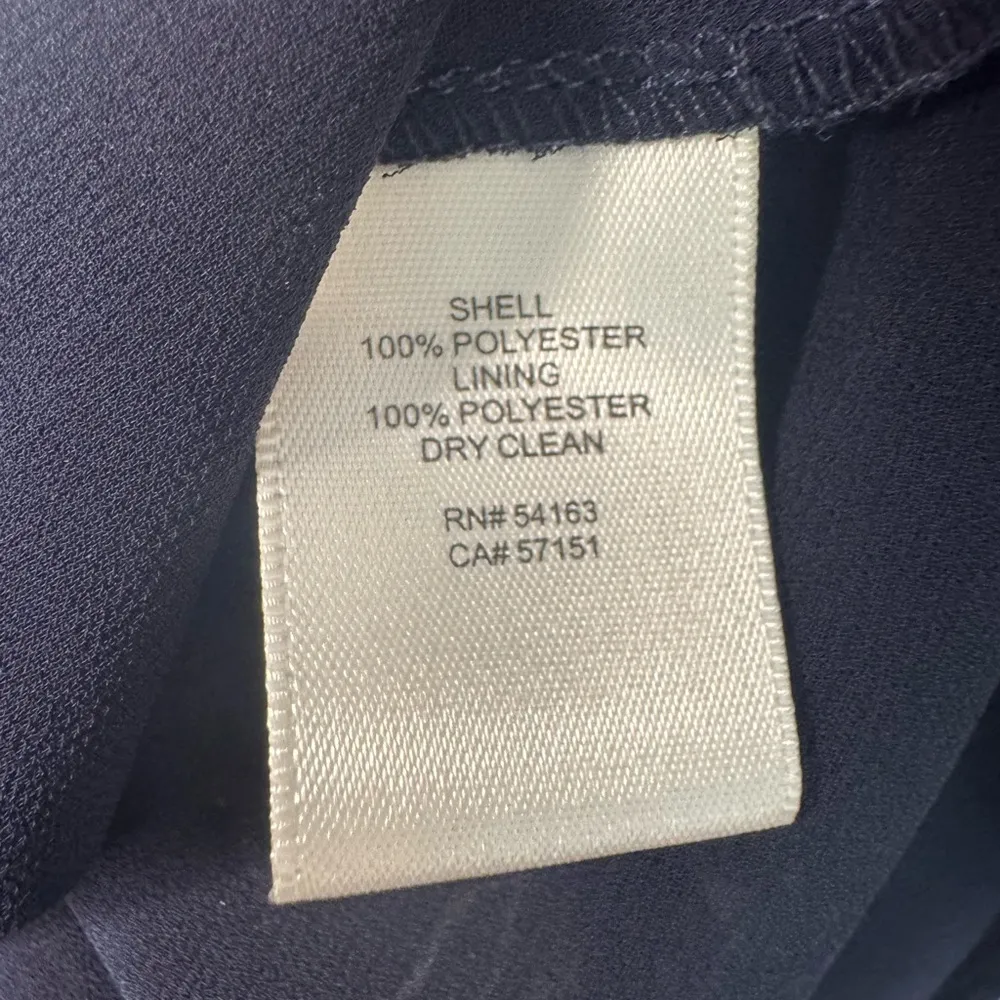 SHELL
100% POLYESTER
LINING
100% POLYESTER
DRY CLEAN
RN# 54163
CA# 57151